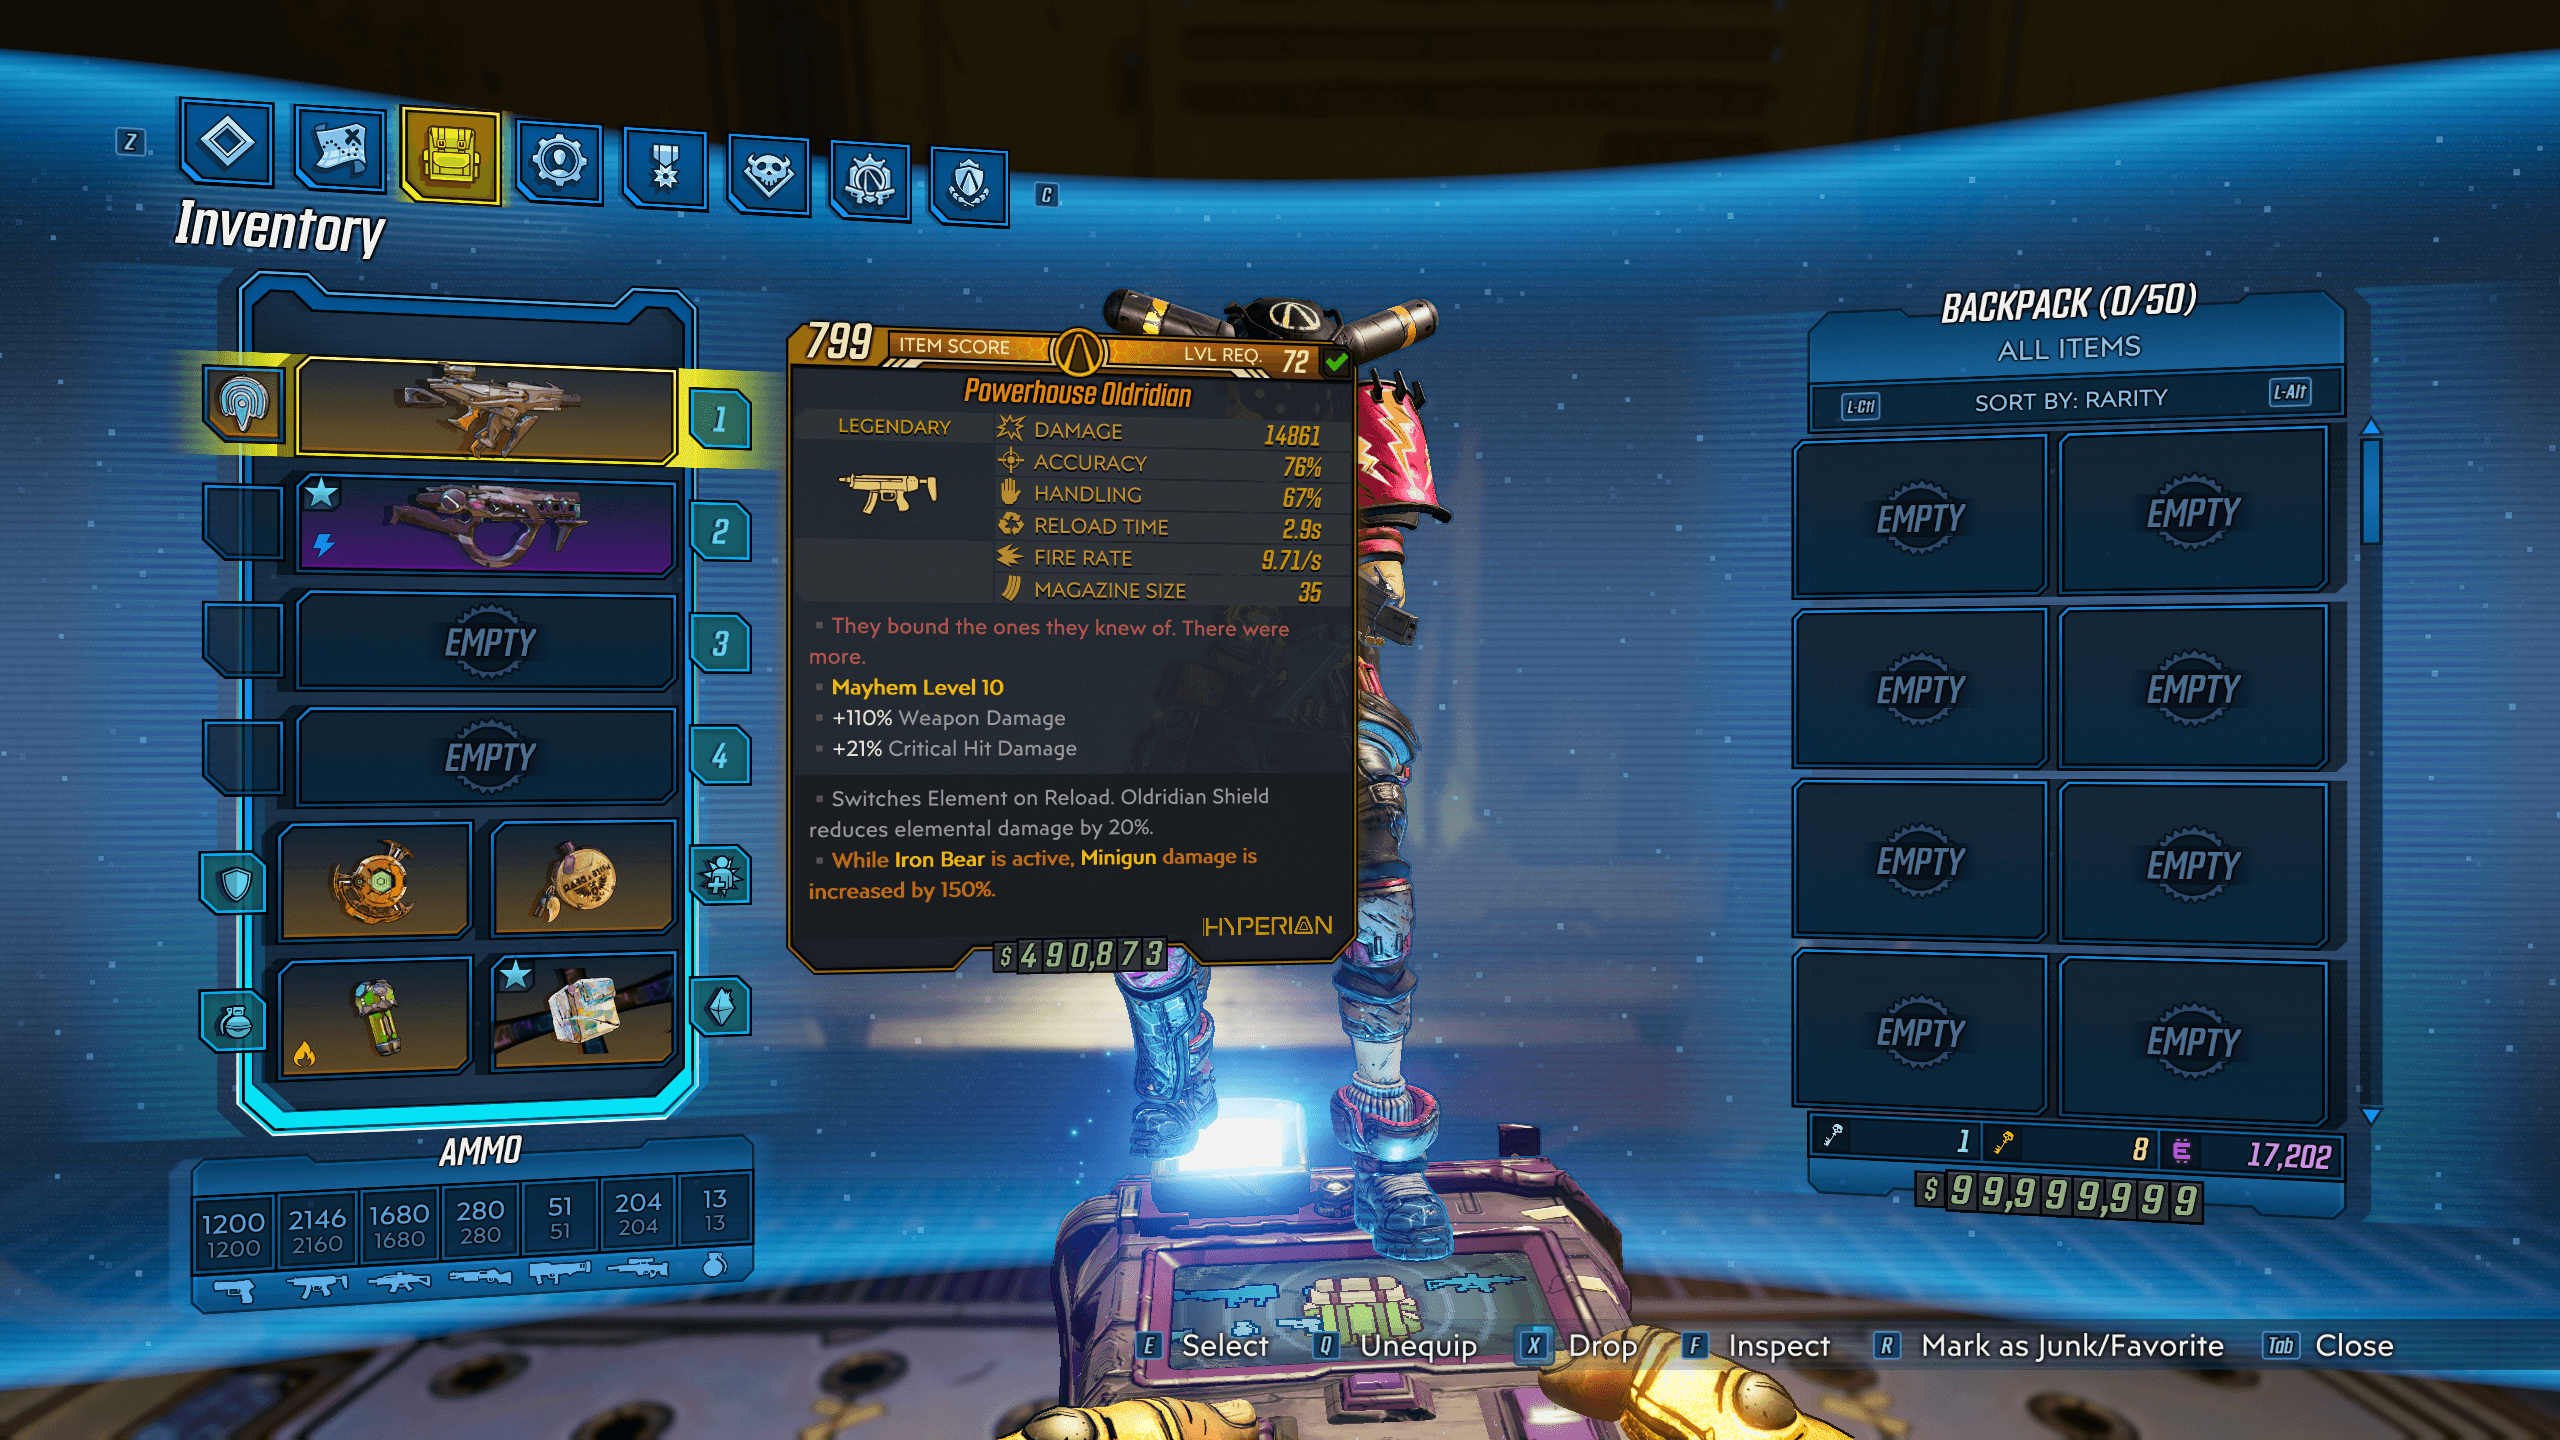 Z
C
Inventory
1
2
EMPTY
3
EMPTY
4
799
ITEM SCORE
LVL REQ. 72
Powerhouse Oldridian
LEGENDARY
DAMAGE 14861
ACCURACY 76%
HANDLING 67%
RELOAD TIME 2.9s
FIRE RATE 9.71/s
MAGAZINE SIZE 35
They bound the ones they knew of. There were
more.
Mayhem Level 10
+110% Weapon Damage
+21% Critical Hit Damage
Switches Element on Reload. Oldridian Shield
reduces elemental damage by 20%.
While Iron Bear is active, Minigun damage is
increased by 150%.
HYPERIAN
$490,873
BACKPACK (0/50)
ALL ITEMS
L-Ctl SORT BY: RARITY L-Alt
EMPTY EMPTY
EMPTY EMPTY
EMPTY EMPTY
EMPTY EMPTY
1 8 17,202
$99,999,999
AMMO
1200 2146 1680 280 51 204 13
1200 2160 1680 280 51 204 13
E Select Q Unequip X Drop F Inspect R Mark as Junk/Favorite Tab Close